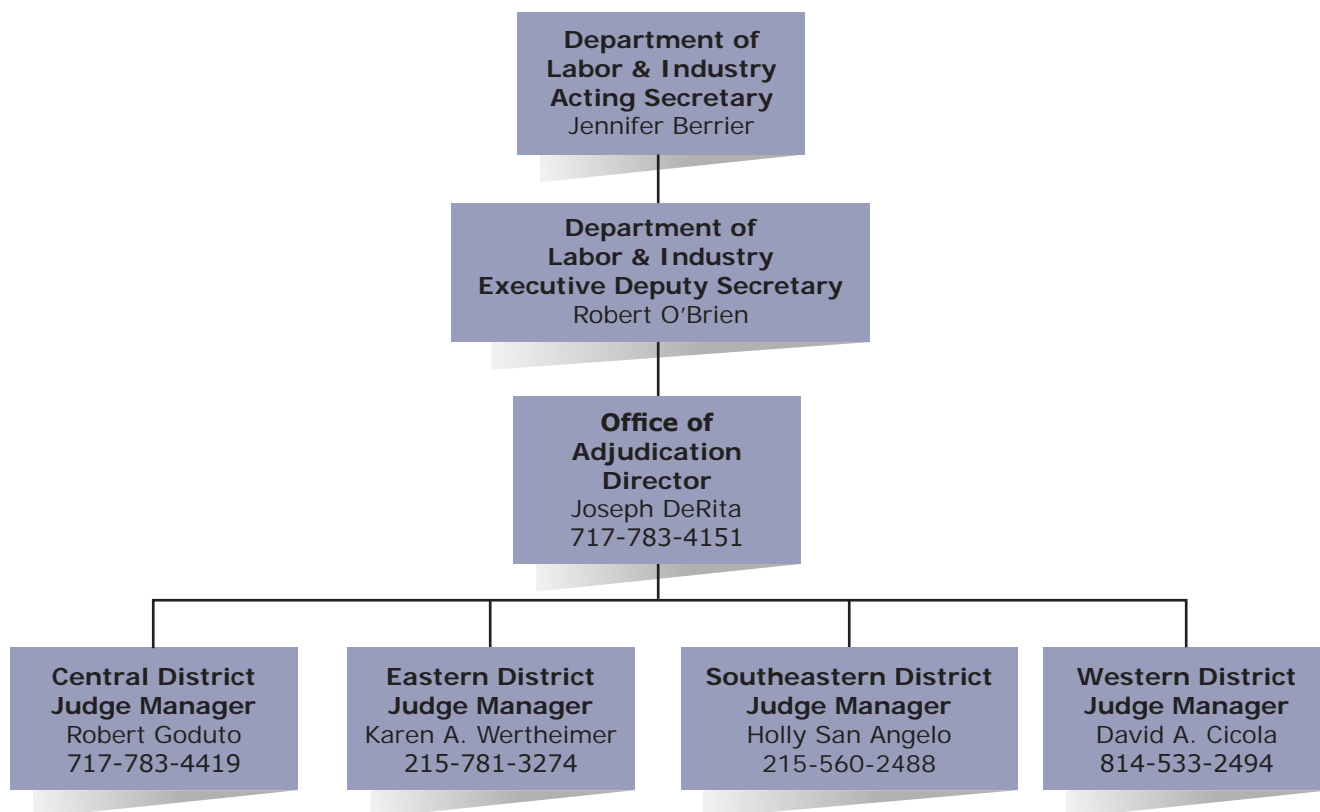 Department of
Labor & Industry
Acting Secretary
Jennifer Berrier
Department of
Labor & Industry
Executive Deputy Secretary
Robert O'Brien
Office of
Adjudication
Director
Joseph DeRita
717-783-4151
Central District
Judge Manager
Robert Goduto
717-783-4419
Eastern District
Judge Manager
Karen A. Wertheimer
215-781-3274
Southeastern District
Judge Manager
Holly San Angelo
215-560-2488
Western District
Judge Manager
David A. Cicola
814-533-2494